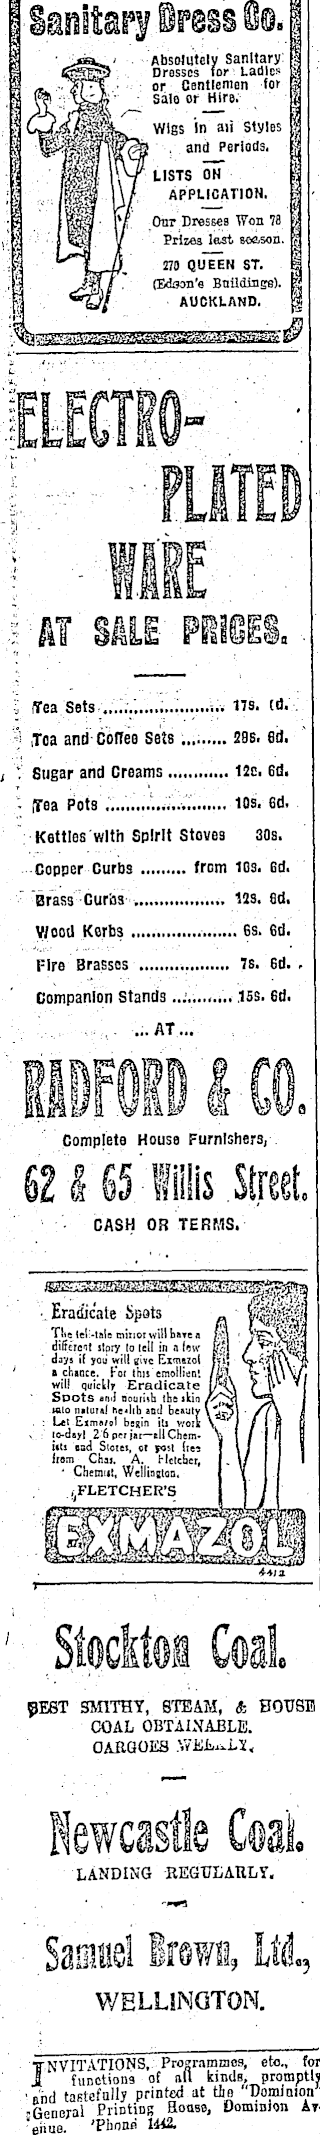 Sanitary Dress Co.
Absolutely Sanitary
Dresses for Ladies
or Gentlemen for
Sale or Hire.
Wigs in all Styles
and Periods.
LISTS ON
APPLICATION.
Our Dresses Won 78
Prizes last season.
270 QUEEN ST.
(Edson's Buildings).
AUCKLAND.
ELECTRO-
PLATED
WARE
AT SALE PRICES.
Tea Sets ........................ 17s. d.
Tea and Coffee Sets ......... 29s. 6d.
Sugar and Creams ............ 12s. 6d.
Tea Pots ........................ 10s. 6d.
Kettles with Spirit Stoves 30s.
Copper Curbs ......... from 16s. 6d.
Brass Curbs .................. 12s. 6d.
Wood Kerbs ..................... 6s. 6d.
Fire Brasses .................. 7s. 6d.
Companion Stands ............ 15s. 6d.
... AT ...
RADFORD & CO.
Complete House Furnishers,
62 & 65 Willis Street.
CASH OR TERMS.
Eradicate Spots
The tell-tale mirror will have a
different story to tell in a few
days if you will give Exmazol
a chance. For this emollient
will quickly Eradicate
Spots and nourish the skin
into natural health and beauty
Let Exmazol begin its work
to-day! 2/6 per jar—all Chem-
ists and Stores, or post free
from Chas. A. Fletcher,
Chemist, Wellington.
FLETCHER'S
EXMAZOL
4412
Stockton Coal.
BEST SMITHY, STEAM, & HOUSE
COAL OBTAINABLE.
CARGOES WEEKLY.
Newcastle Coal.
LANDING REGULARLY.
Samuel Brown, Ltd.,
WELLINGTON.
INVITATIONS, Programmes, etc., for
functions of all kinds, promptly
and tastefully printed at the "Dominion"
General Printing House, Dominion Av-
enue. 'Phone 1442.